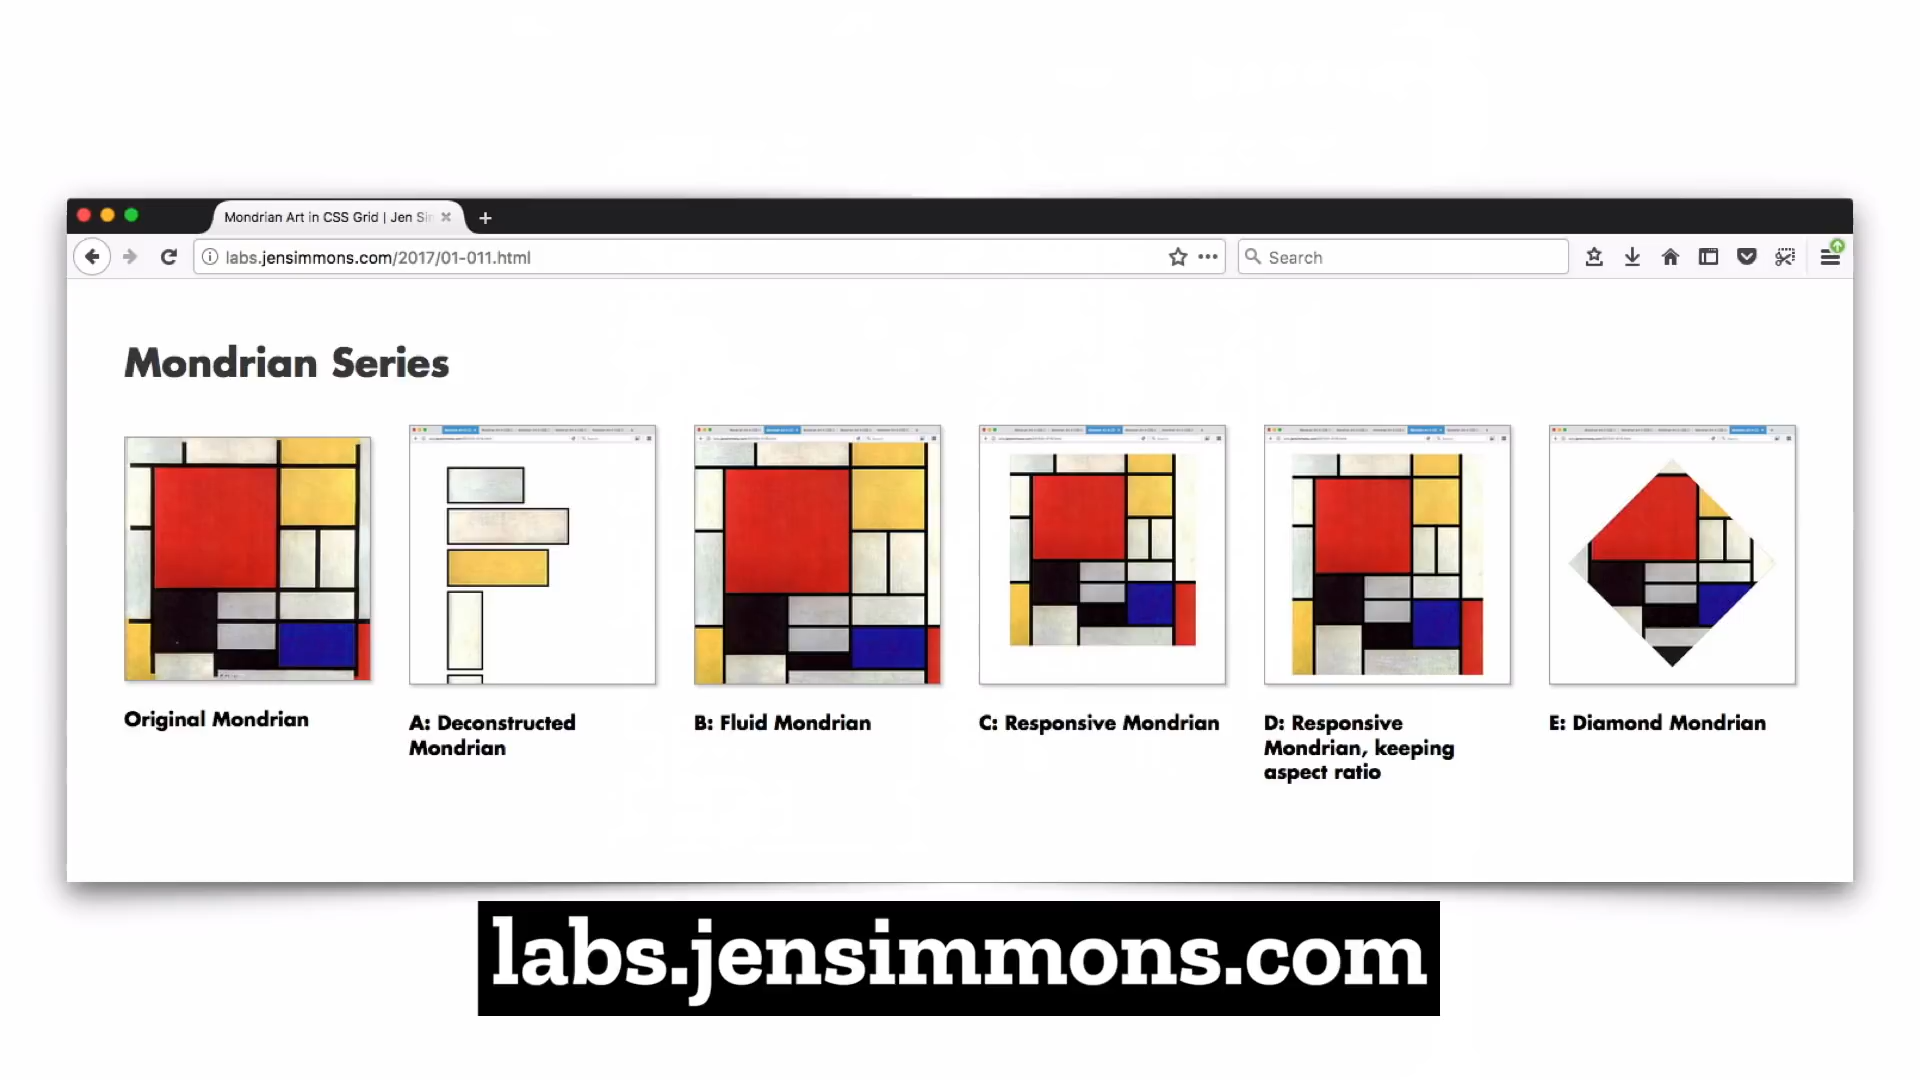 Mondrian Art in CSS Grid | Jen Sim
labs.jensimmons.com/2017/01-011.html
Search
Mondrian Series
Original Mondrian
A: Deconstructed
Mondrian
B: Fluid Mondrian
C: Responsive Mondrian
D: Responsive
Mondrian, keeping
aspect ratio
E: Diamond Mondrian
labs.jensimmons.com